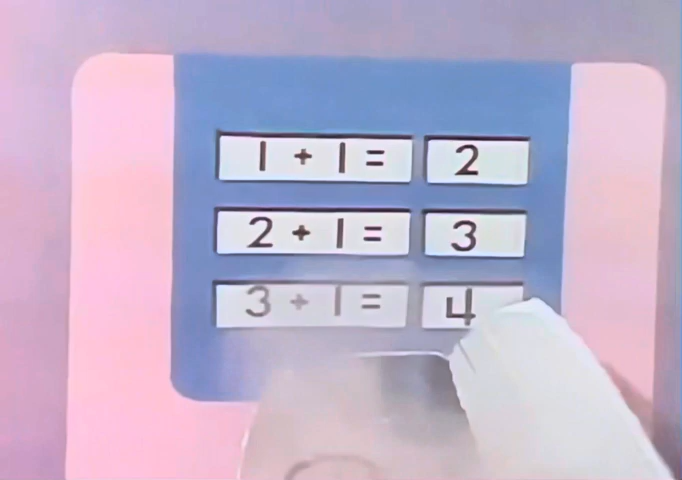 1 + 1 = 2
2 + 1 = 3
3 + 1 = 4